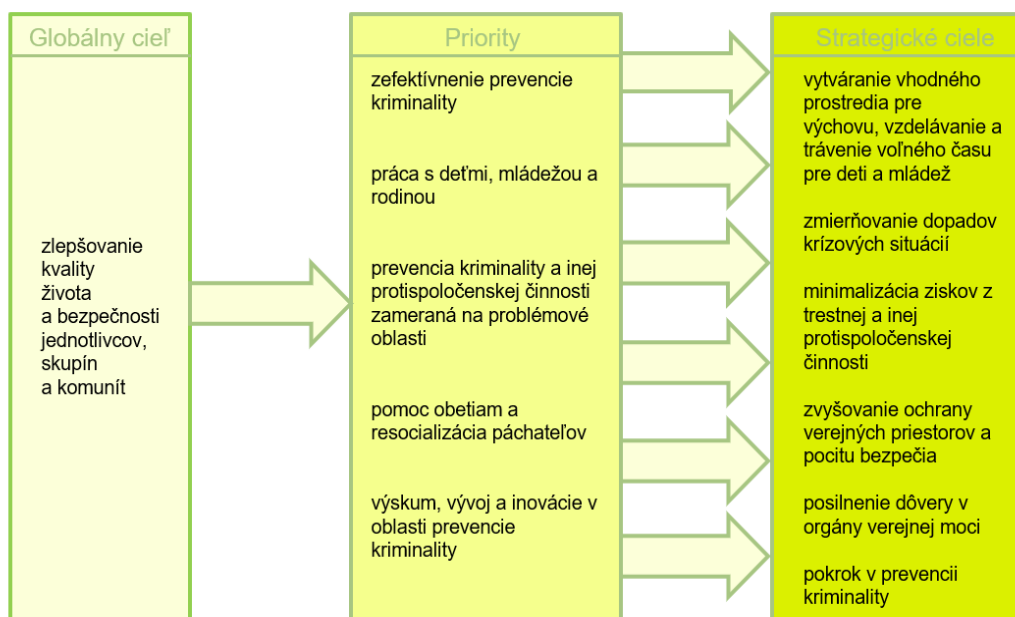 Globálny cieľ
zlepšovanie
kvality
života
a bezpečnosti
jednotlivcov,
skupín
a komunít
Priority
zefektívnenie prevencie
kriminality
práca s deťmi, mládežou a
rodinou
prevencia kriminality a inej
protispoločenskej činnosti
zameraná na problémové
oblasti
pomoc obetiam a
resocializácia páchateľov
výskum, vývoj a inovácie v
oblasti prevencie
kriminality
Strategické ciele
vytváranie vhodného
prostredia pre
výchovu, vzdelávanie a
trávenie voľného času
pre deti a mládež
zmierňovanie dopadov
krízových situácií
minimalizácia ziskov z
trestnej a inej
protispoločenskej
činnosti
zvyšovanie ochrany
verejných priestorov a
pocitu bezpečia
posilnenie dôvery v
orgány verejnej moci
pokrok v prevencii
kriminality